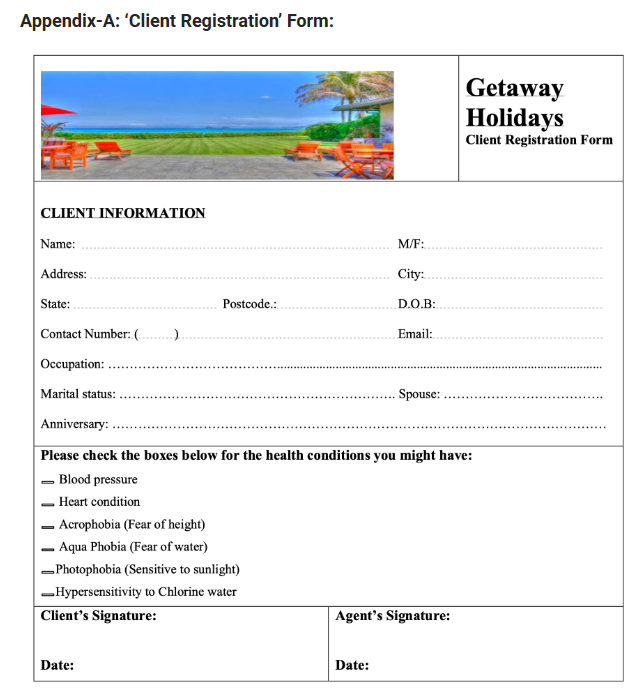 Appendix-A: ‘Client Registration’ Form:
Getaway
Holidays
Client Registration Form
CLIENT INFORMATION
Name: M/F:
Address: City:
State: Postcode.: D.O.B:
Contact Number: ( ) Email:
Occupation:
Marital status: Spouse:
Anniversary:
Please check the boxes below for the health conditions you might have:
Blood pressure
Heart condition
Acrophobia (Fear of height)
Aqua Phobia (Fear of water)
Photophobia (Sensitive to sunlight)
Hypersensitivity to Chlorine water
Client’s Signature: Agent’s Signature:
Date: Date: